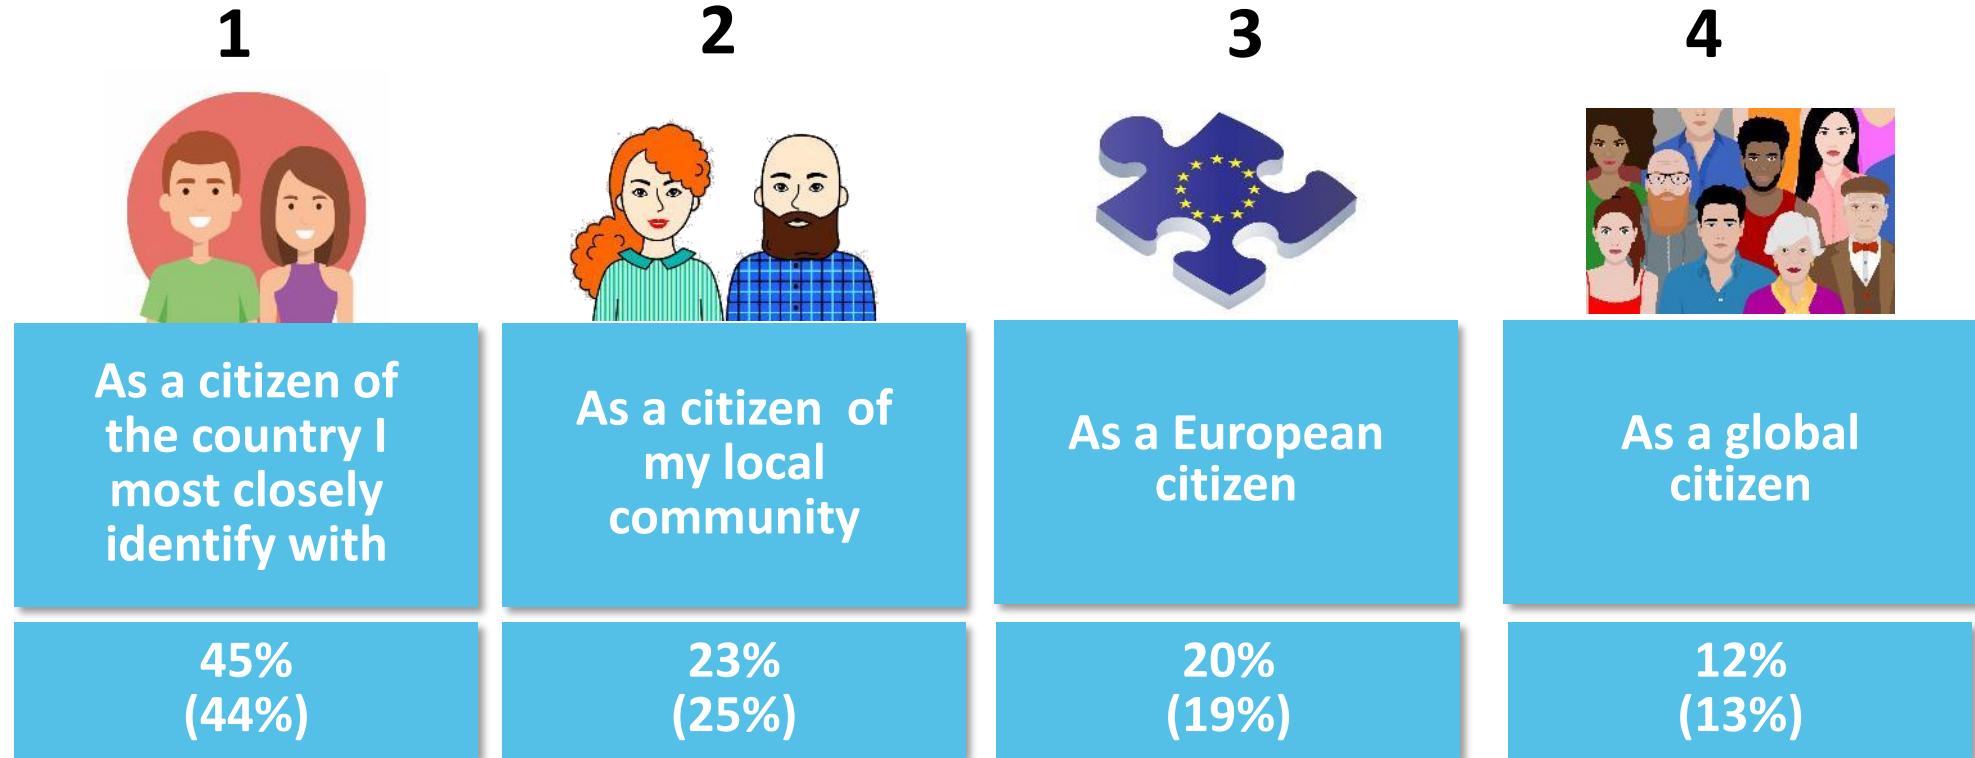 1
As a citizen of
the country I
most closely
identify with
45%
(44%)
2
As a citizen of
my local
community
23%
(25%)
3
As a European
citizen
20%
(19%)
4
As a global
citizen
12%
(13%)